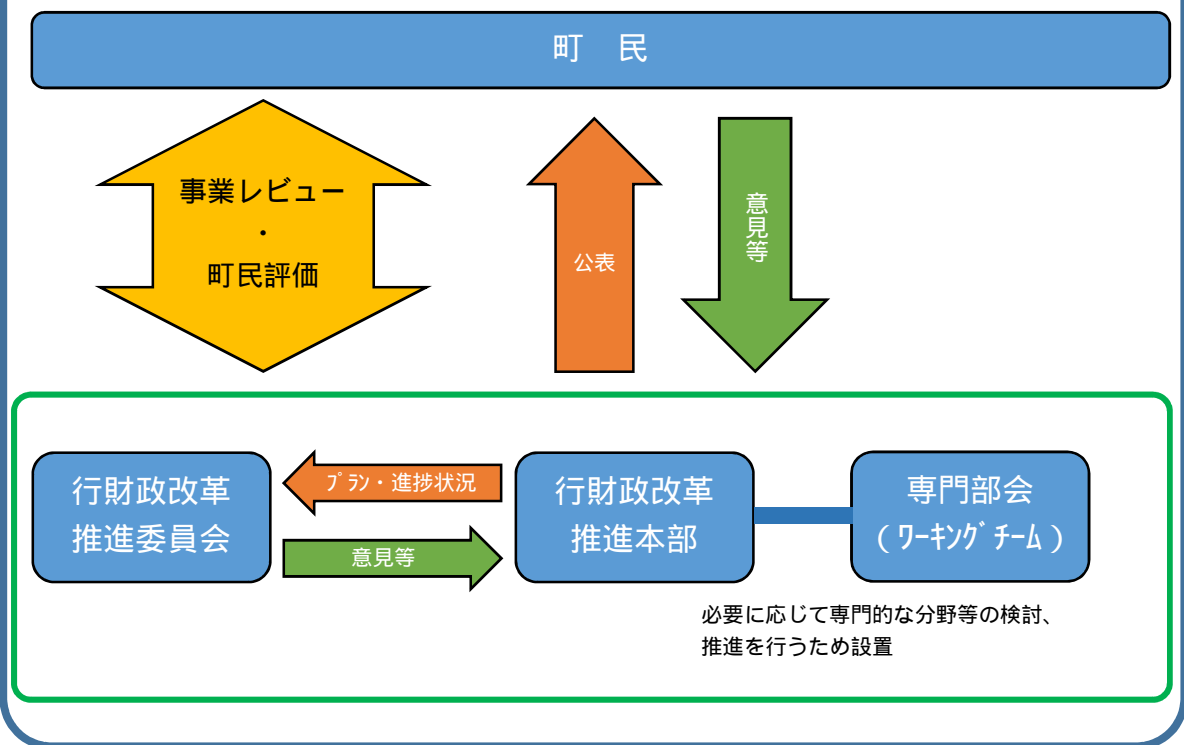 町　民
事業レビュー
・
町民評価
公表
意見等
行財政改革
推進委員会
ﾌﾟﾗﾝ・進捗状況
意見等
行財政改革
推進本部
専門部会
（ﾜｰｷﾝｸﾞﾁｰﾑ）
必要に応じて専門的な分野等の検討、
推進を行うため設置